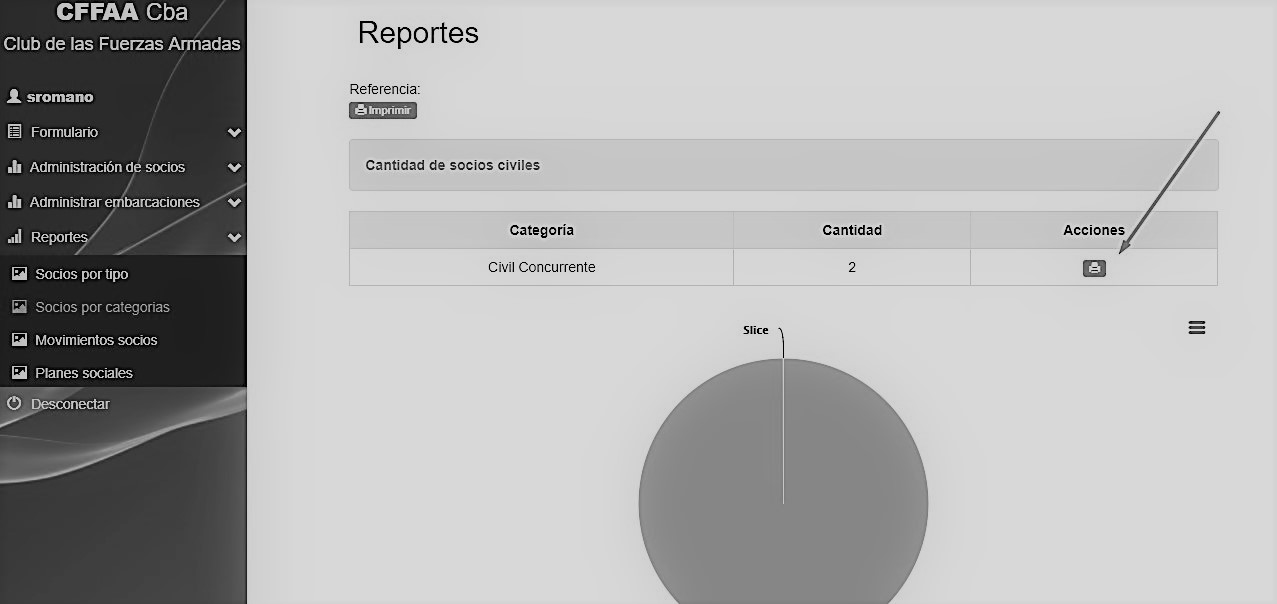 CFFAA Cba
Club de las Fuerzas Armadas
sromano
Formulario
Administración de socios
Administrar embarcaciones
Reportes
Socios por tipo
Socios por categorias
Movimientos socios
Planes sociales
Desconectar
Reportes
Referencia:
Imprimir
Cantidad de socios civiles
Categoría Cantidad Acciones
Civil Concurrente 2
Slice